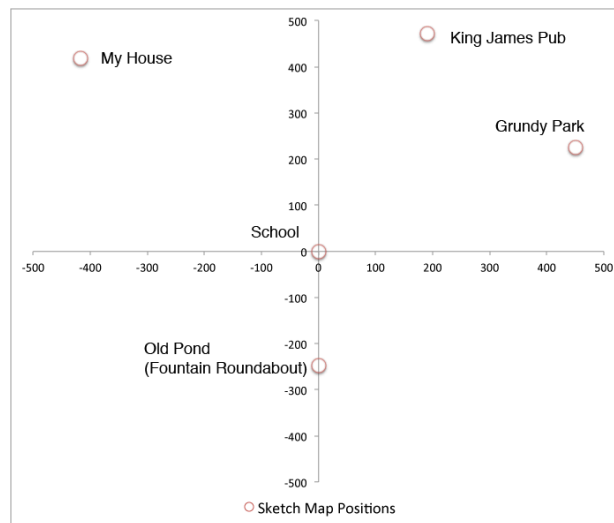 500
King James Pub
My House
400
300
Grundy Park
200
100
School
0
-500 -400 -300 -200 -100 0 100 200 300 400 500
-100
Old Pond
-200
(Fountain Roundabout)
-300
-400
-500
Sketch Map Positions